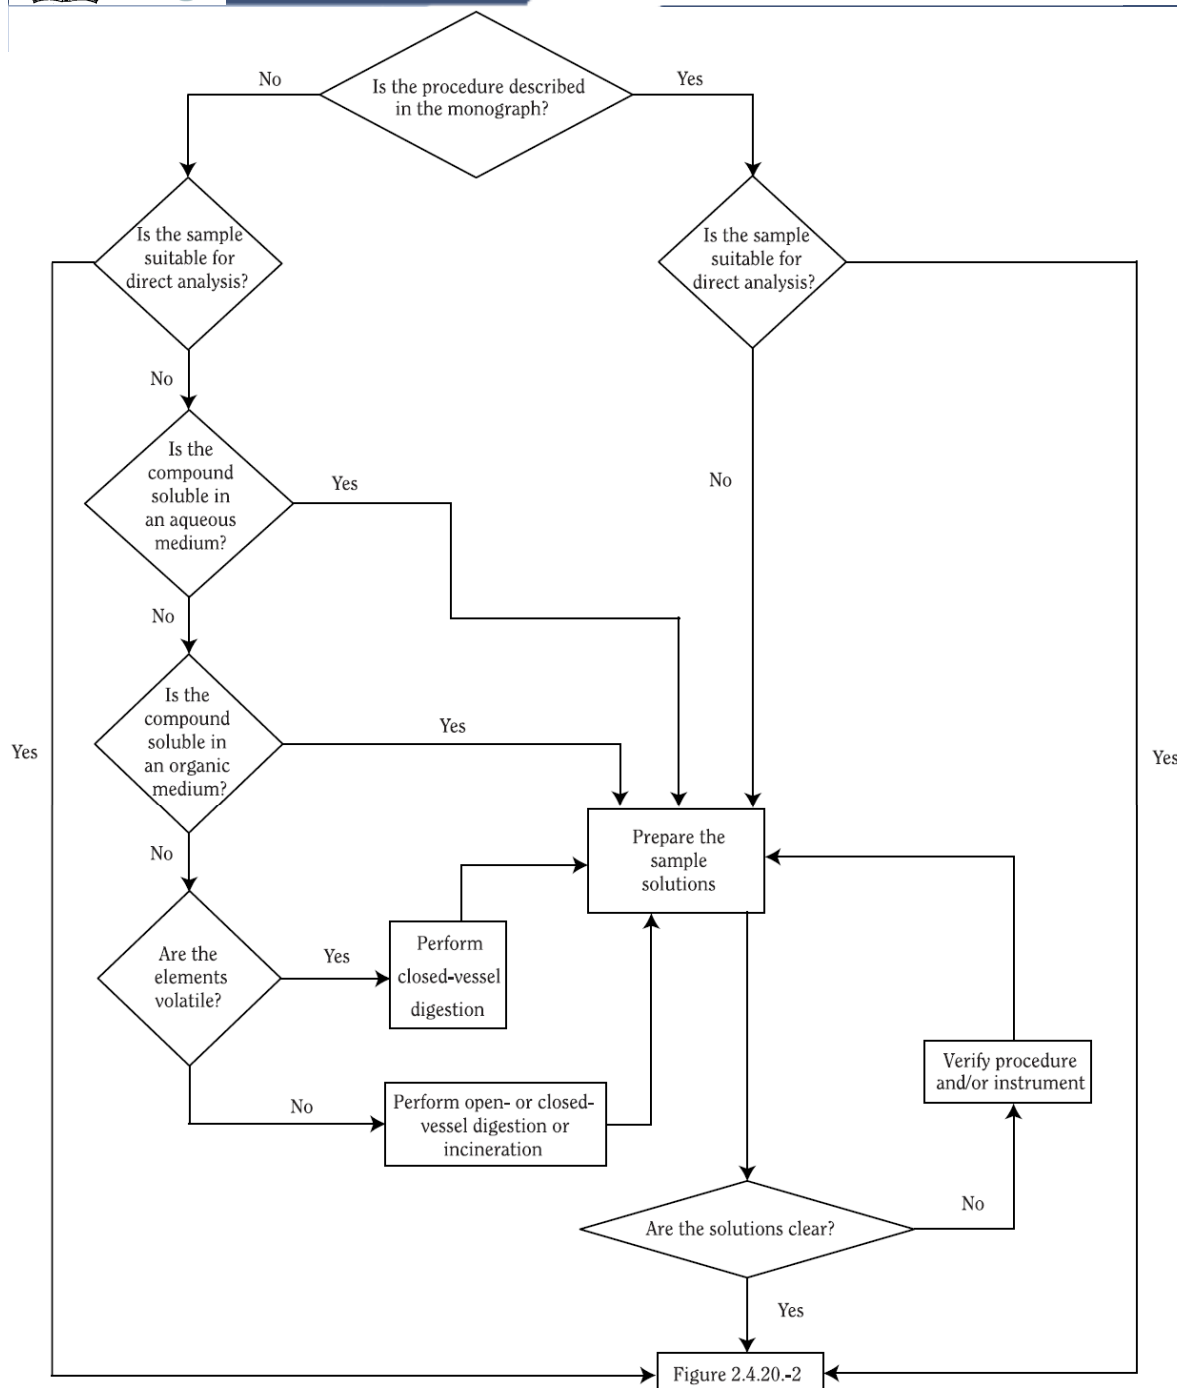 No
Is the procedure described
in the monograph?
Yes
Is the sample
suitable for
direct analysis?
Is the sample
suitable for
direct analysis?
No
Is the
compound
soluble in
an aqueous
medium?
Yes
No
No
Is the
compound
soluble in
an organic
medium?
Yes
Yes
Yes
No
Prepare the
sample
solutions
Are the
elements
volatile?
Yes
Perform
closed-vessel
digestion
No
Perform open- or closed-
vessel digestion or
incineration
Verify procedure
and/or instrument
Are the solutions clear?
No
Yes
Figure 2.4.20.-2